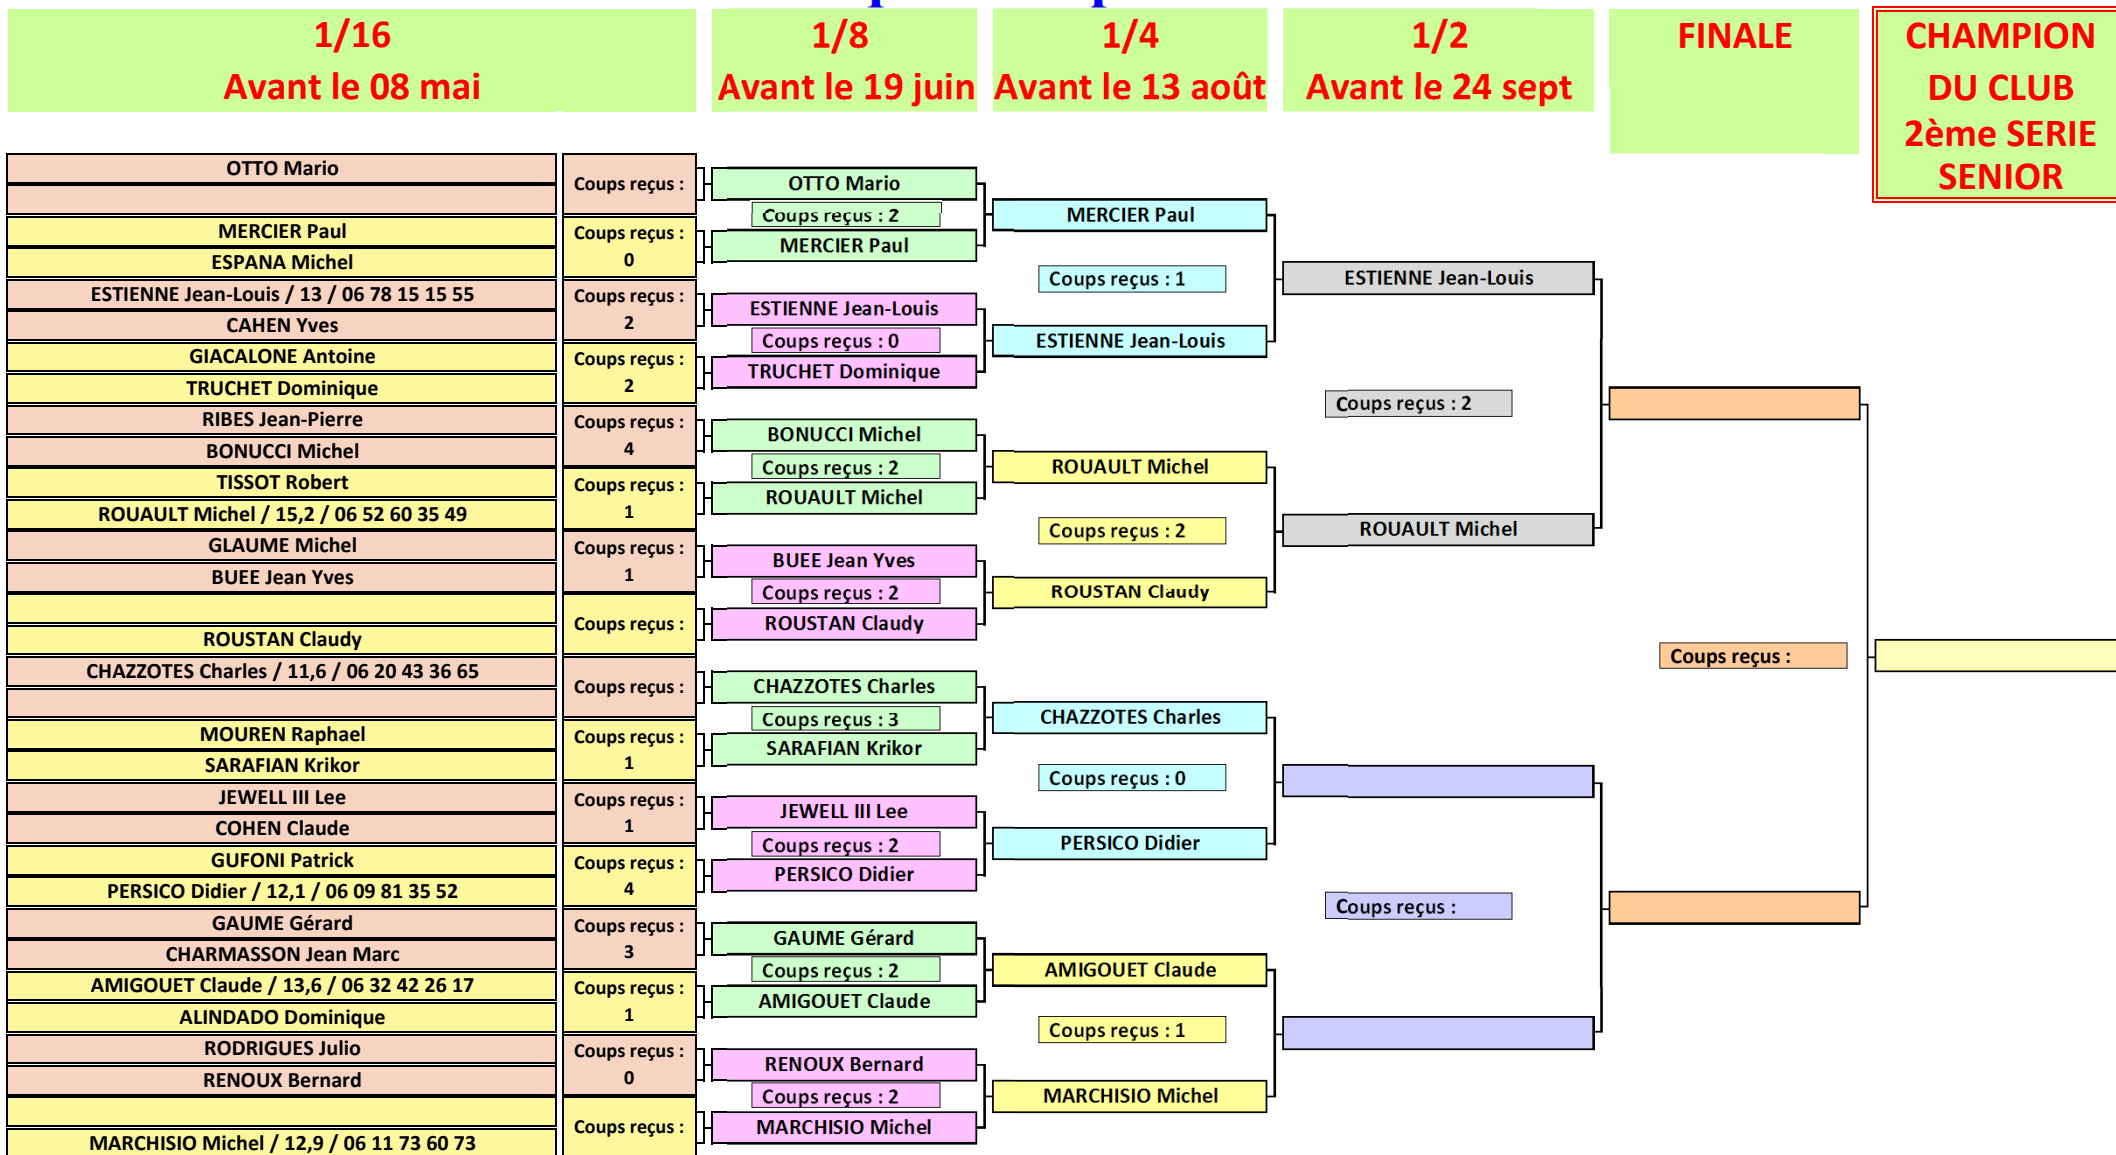 1/16
Avant le 08 mai
1/8
Avant le 19 juin
1/4
Avant le 13 août
1/2
Avant le 24 sept
FINALE
CHAMPION
DU CLUB
2ème SERIE
SENIOR
OTTO Mario
Coups reçus :
MERCIER Paul
ESPANA Michel
Coups reçus :
0
ESTIENNE Jean-Louis / 13 / 06 78 15 15 55
CAHEN Yves
Coups reçus :
2
GIACALONE Antoine
TRUCHET Dominique
Coups reçus :
2
RIBES Jean-Pierre
BONUCCI Michel
Coups reçus :
4
TISSOT Robert
ROUAULT Michel / 15,2 / 06 52 60 35 49
Coups reçus :
1
GLAUME Michel
BUEE Jean Yves
Coups reçus :
1
ROUSTAN Claudy
Coups reçus :
CHAZZOTES Charles / 11,6 / 06 20 43 36 65
Coups reçus :
MOUREN Raphael
SARAFIAN Krikor
Coups reçus :
1
JEWELL III Lee
COHEN Claude
Coups reçus :
1
GUFONI Patrick
PERSICO Didier / 12,1 / 06 09 81 35 52
Coups reçus :
4
GAUME Gérard
CHARMASSON Jean Marc
Coups reçus :
3
AMIGOUET Claude / 13,6 / 06 32 42 26 17
ALINDADO Dominique
Coups reçus :
1
RODRIGUES Julio
RENOUX Bernard
Coups reçus :
0
MARCHISIO Michel / 12,9 / 06 11 73 60 73
Coups reçus :
OTTO Mario
Coups reçus : 2
MERCIER Paul
ESTIENNE Jean-Louis
Coups reçus : 0
TRUCHET Dominique
BONUCCI Michel
Coups reçus : 2
ROUAULT Michel
BUEE Jean Yves
Coups reçus : 2
ROUSTAN Claudy
CHAZZOTES Charles
Coups reçus : 3
SARAFIAN Krikor
JEWELL III Lee
Coups reçus : 2
PERSICO Didier
GAUME Gérard
Coups reçus : 2
AMIGOUET Claude
RENOUX Bernard
Coups reçus : 2
MARCHISIO Michel
MERCIER Paul
Coups reçus : 1
ESTIENNE Jean-Louis
ROUAULT Michel
Coups reçus : 2
ROUSTAN Claudy
CHAZZOTES Charles
Coups reçus : 0
PERSICO Didier
AMIGOUET Claude
Coups reçus : 1
MARCHISIO Michel
ESTIENNE Jean-Louis
Coups reçus : 2
ROUAULT Michel
Coups reçus :
Coups reçus :